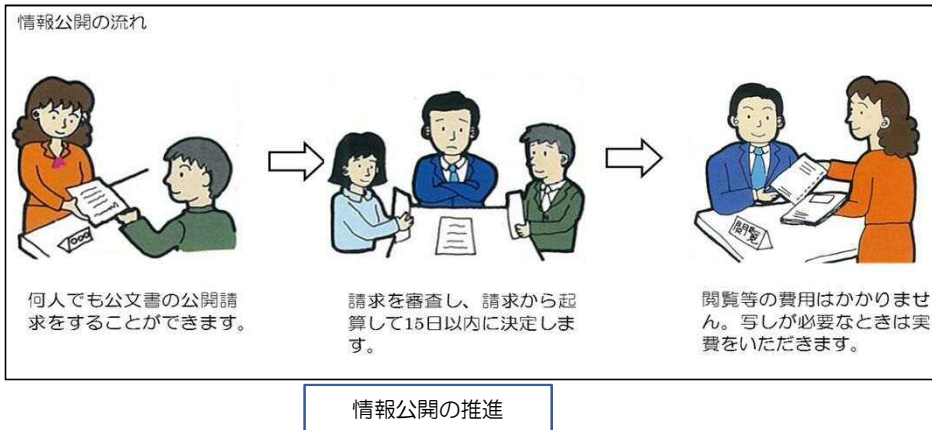 情報公開の流れ
○○○
閲覧
何人でも公文書の公開請
求をすることができます。
請求を審査し、請求から起
算して15日以内に決定しま
す。
閲覧等の費用はかかりませ
ん。写しが必要なときは実
費をいただきます。
情報公開の推進